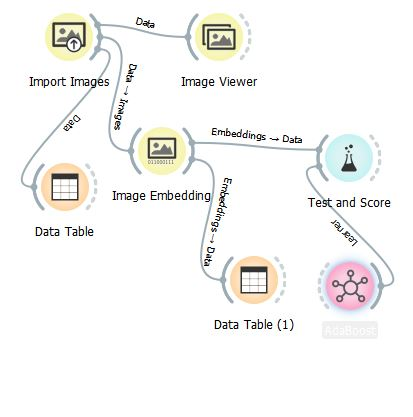 Data
Import Images
Image Viewer
Data → Images
Data
Embeddings → Data
011000111
Image Embedding
Test and Score
Data Table
Embeddings → Data
Learner
Data Table (1)
AdaBoost